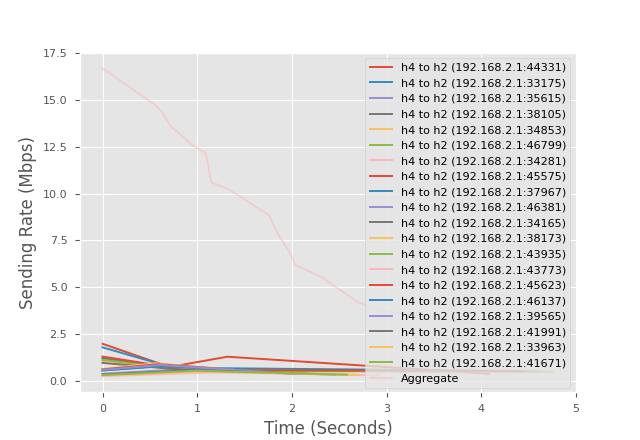 17.5
15.0
12.5
10.0
7.5
5.0
2.5
0.0
Sending Rate (Mbps)
0 1 2 3 4 5
Time (Seconds)
h4 to h2 (192.168.2.1:44331)
h4 to h2 (192.168.2.1:33175)
h4 to h2 (192.168.2.1:35615)
h4 to h2 (192.168.2.1:38105)
h4 to h2 (192.168.2.1:34853)
h4 to h2 (192.168.2.1:46799)
h4 to h2 (192.168.2.1:34281)
h4 to h2 (192.168.2.1:45575)
h4 to h2 (192.168.2.1:37967)
h4 to h2 (192.168.2.1:46381)
h4 to h2 (192.168.2.1:34165)
h4 to h2 (192.168.2.1:38173)
h4 to h2 (192.168.2.1:43935)
h4 to h2 (192.168.2.1:43773)
h4 to h2 (192.168.2.1:45623)
h4 to h2 (192.168.2.1:46137)
h4 to h2 (192.168.2.1:39565)
h4 to h2 (192.168.2.1:41991)
h4 to h2 (192.168.2.1:33963)
h4 to h2 (192.168.2.1:41671)
Aggregate